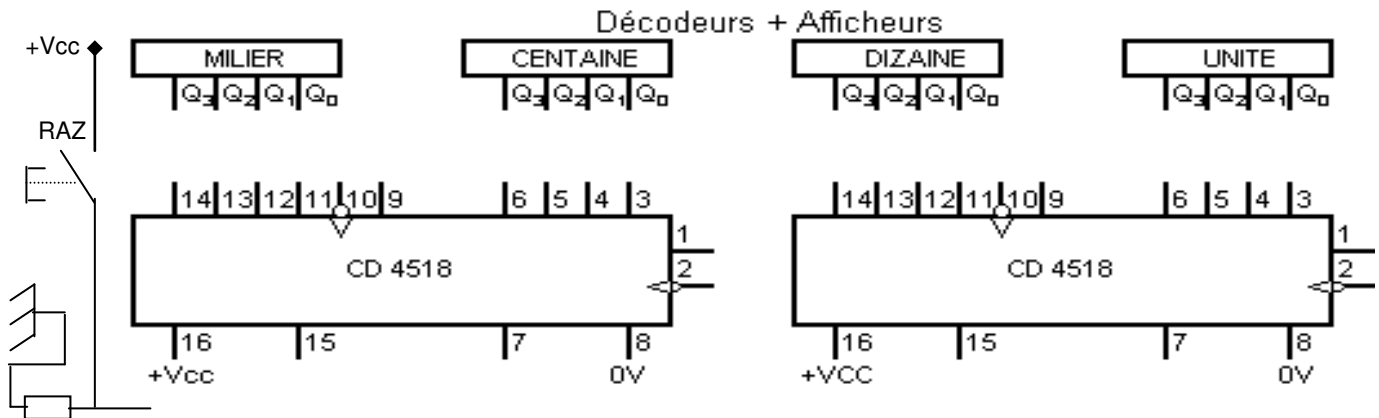 Décodeurs + Afficheurs
+Vcc
MILIER CENTAINE DIZAINE UNITE
Q3 Q2 Q1 Q0 Q3 Q2 Q1 Q0 Q3 Q2 Q1 Q0 Q3 Q2 Q1 Q0
RAZ
14 13 12 11 10 9 6 5 4 3 14 13 12 11 10 9 6 5 4 3
1 1
CD 4518 2 CD 4518 2
16 15 7 8 16 15 7 8
+Vcc 0V +VCC 0V